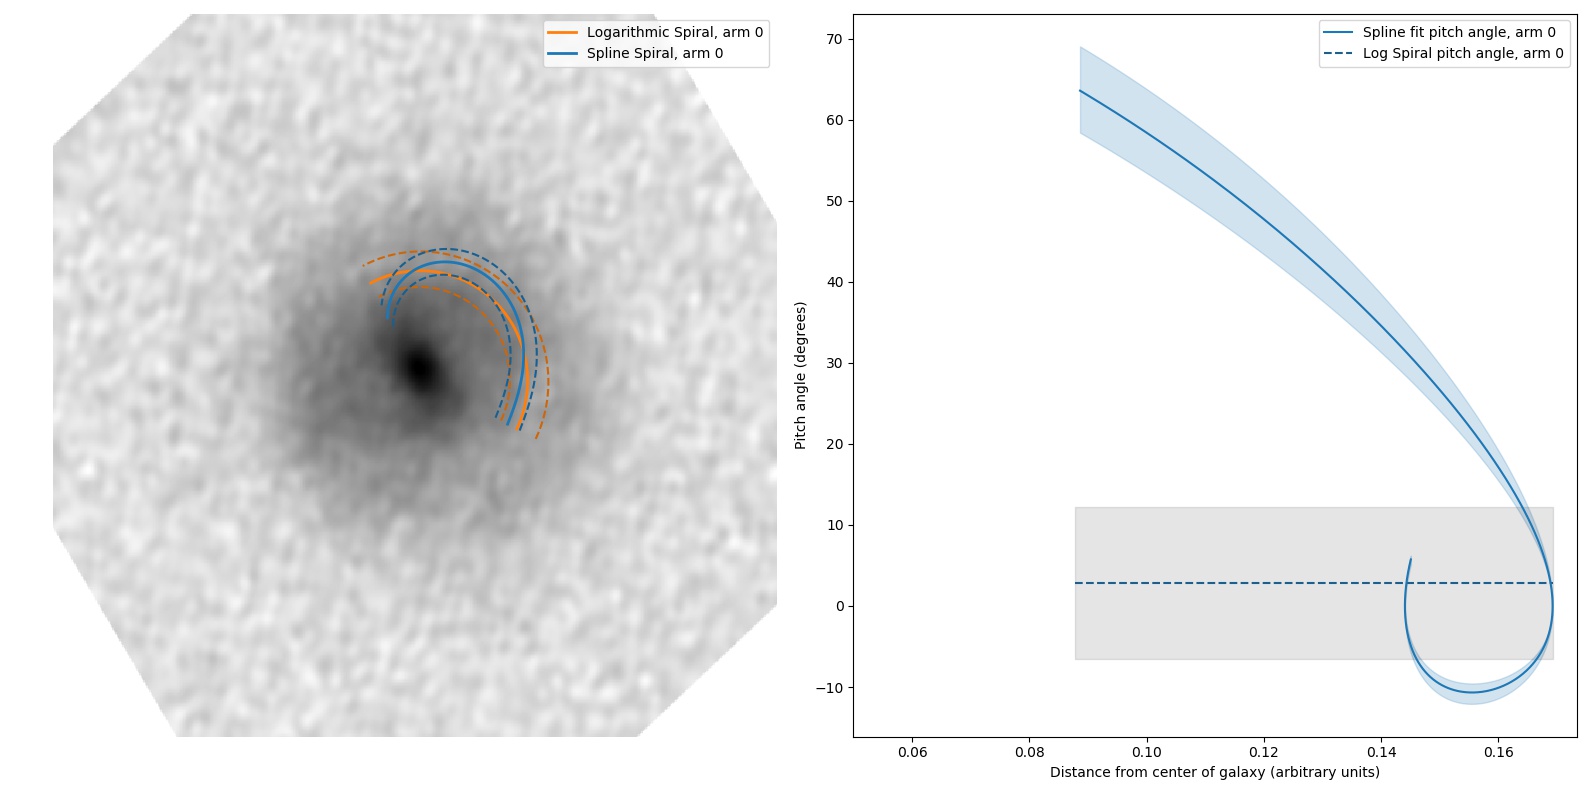 Logarithmic Spiral, arm 0
Spline Spiral, arm 0
Spline fit pitch angle, arm 0
Log Spiral pitch angle, arm 0
70
60
50
40
30
20
10
0
−10
Pitch angle (degrees)
0.06 0.08 0.10 0.12 0.14 0.16
Distance from center of galaxy (arbitrary units)